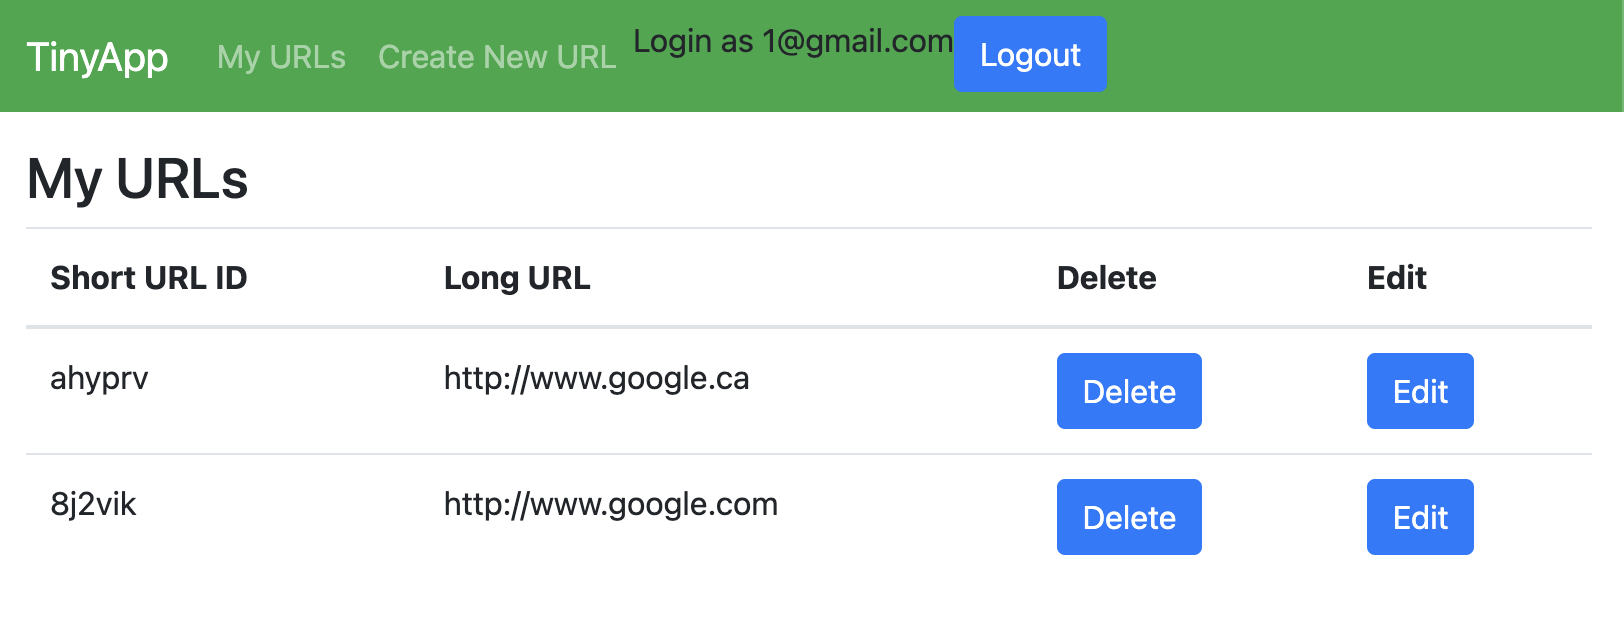 TinyApp My URLs Create New URL Login as 1@gmail.com Logout
My URLs
Short URL ID Long URL Delete Edit
ahyprv http://www.google.ca Delete Edit
8j2vik http://www.google.com Delete Edit